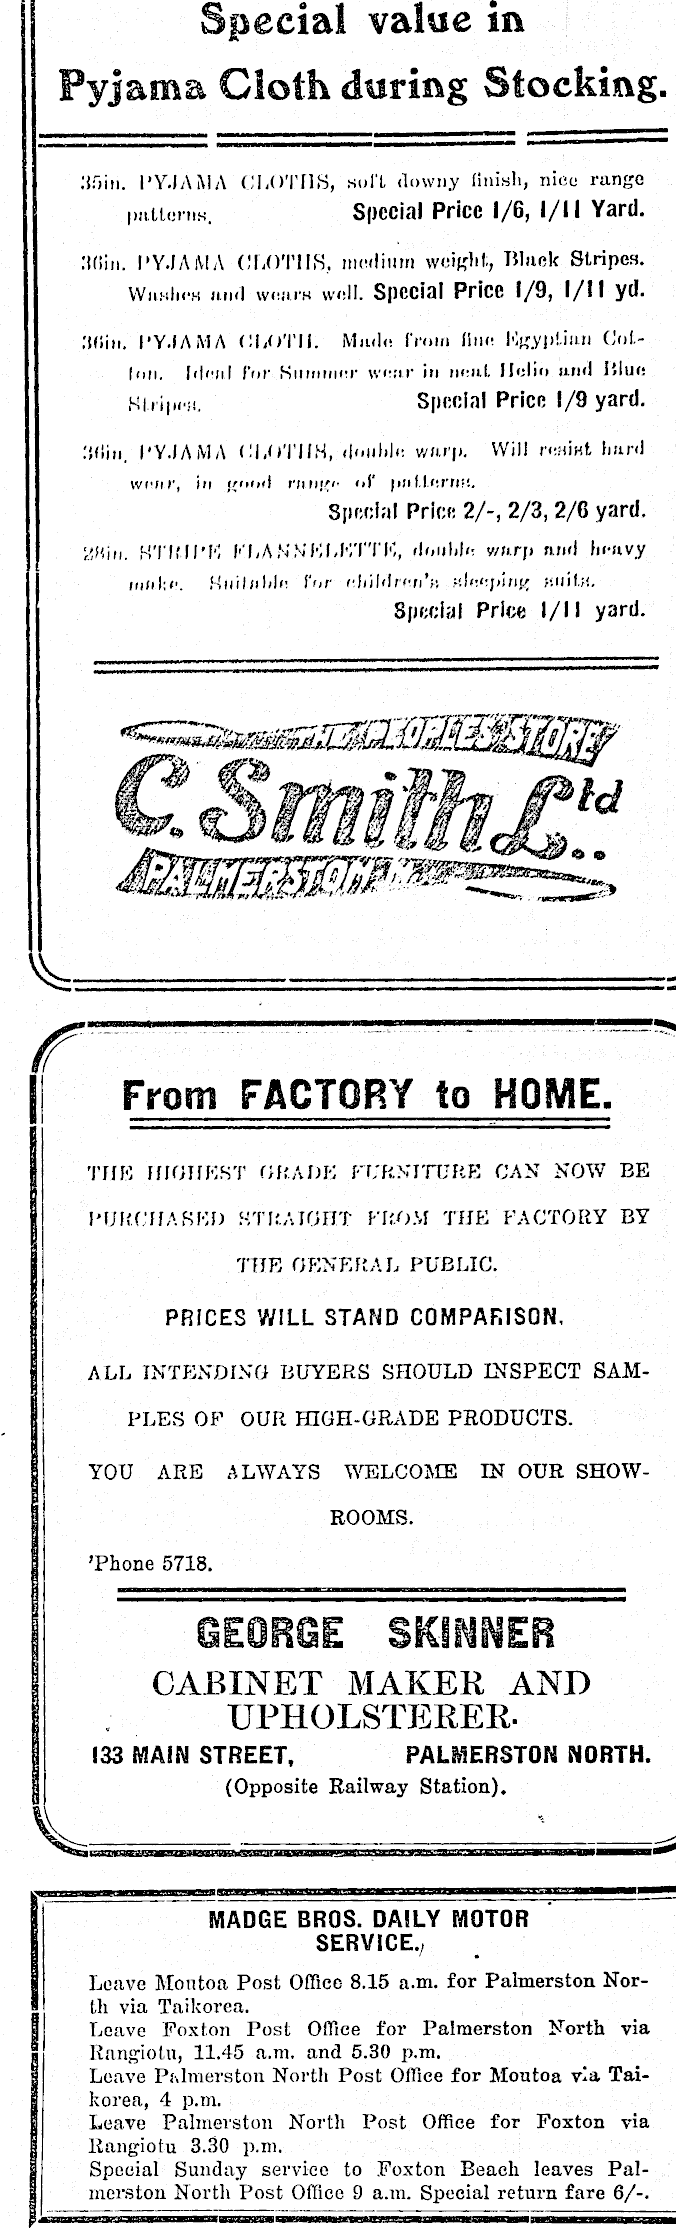 Special value in
Pyjama Cloth during Stocking.
35in. PYJAMA CLOTHS, soft downy finish, nice range
patterns. Special Price 1/6, 1/11 Yard.
36in. PYJAMA CLOTHS, medium weight, Black Stripes.
Washes and wears well. Special Price 1/9, 1/11 yd.
36in. PYJAMA CLOTH. Made from fine Egyptian Cot-
ton. Ideal for Summer wear in neat Helio and Blue
Stripes. Special Price 1/9 yard.
36in. PYJAMA CLOTHS, double warp. Will resist hard
wear, in good range of patterns.
Special Price 2/-, 2/3, 2/6 yard.
28in. STRIPE FLANNELETTE, double warp and heavy
make. Suitable for children's sleeping suits.
Special Price 1/11 yard.
THE PEOPLES STORE
C. Smith Ltd..
PALMERSTON N.
From FACTORY to HOME.
THE HIGHEST GRADE FURNITURE CAN NOW BE
PURCHASED STRAIGHT FROM THE FACTORY BY
THE GENERAL PUBLIC.
PRICES WILL STAND COMPARISON.
ALL INTENDING BUYERS SHOULD INSPECT SAM-
PLES OF OUR HIGH-GRADE PRODUCTS.
YOU ARE ALWAYS WELCOME IN OUR SHOW-
ROOMS.
'Phone 5718.
GEORGE SKINNER
CABINET MAKER AND
UPHOLSTERER.
133 MAIN STREET, PALMERSTON NORTH.
(Opposite Railway Station).
MADGE BROS. DAILY MOTOR
SERVICE.
Leave Moutoa Post Office 8.15 a.m. for Palmerston Nor-
th via Taikorea.
Leave Foxton Post Office for Palmerston North via
Rangiotu, 11.45 a.m. and 5.30 p.m.
Leave Palmerston North Post Office for Moutoa via Tai-
korea, 4 p.m.
Leave Palmerston North Post Office for Foxton via
Rangiotu 3.30 p.m.
Special Sunday service to Foxton Beach leaves Pal-
merston North Post Office 9 a.m. Special return fare 6/-.